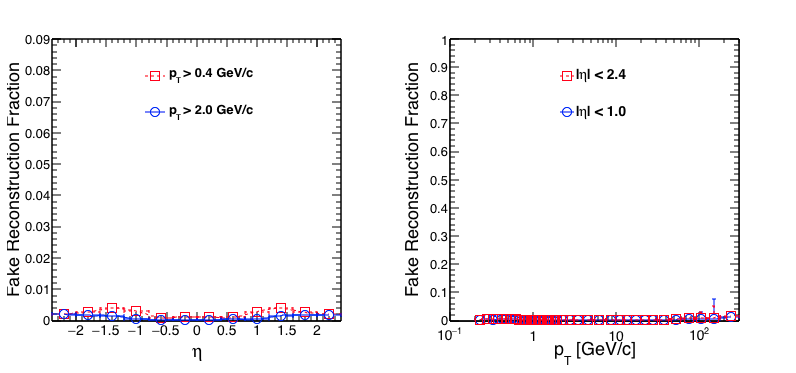 Fake Reconstruction Fraction
0.09
0.08
0.07
0.06
0.05
0.04
0.03
0.02
0.01
0
p_T > 0.4 GeV/c
p_T > 2.0 GeV/c
−2 −1.5 −1 −0.5 0 0.5 1 1.5 2
η
Fake Reconstruction Fraction
1
0.9
0.8
0.7
0.6
0.5
0.4
0.3
0.2
0.1
0
|η| < 2.4
|η| < 1.0
10⁻¹ 1 10 10²
p_T [GeV/c]